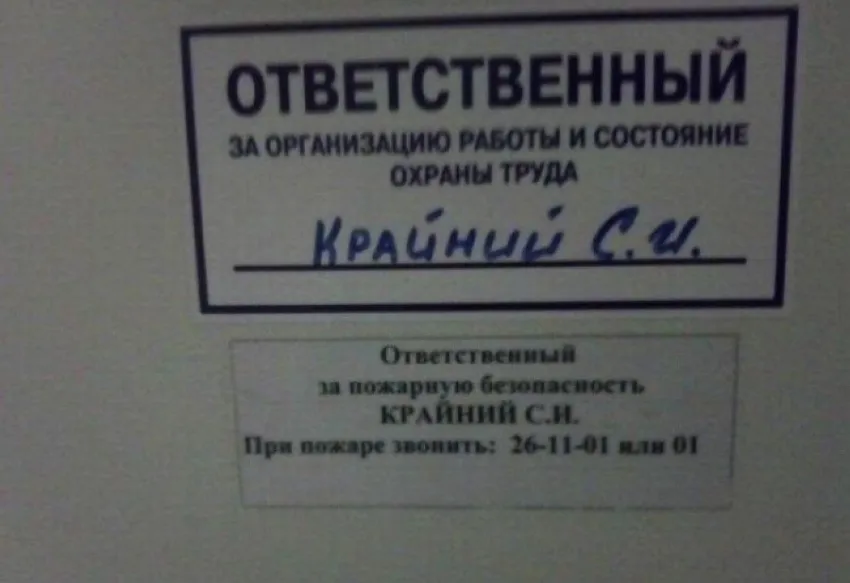 ОТВЕТСТВЕННЫЙ
ЗА ОРГАНИЗАЦИЮ РАБОТЫ И СОСТОЯНИЕ
ОХРАНЫ ТРУДА
КРАЙНИЙ С.И.
Ответственный
за пожарную безопасность
КРАЙНИЙ С.И.
При пожаре звонить: 26-11-01 или 01